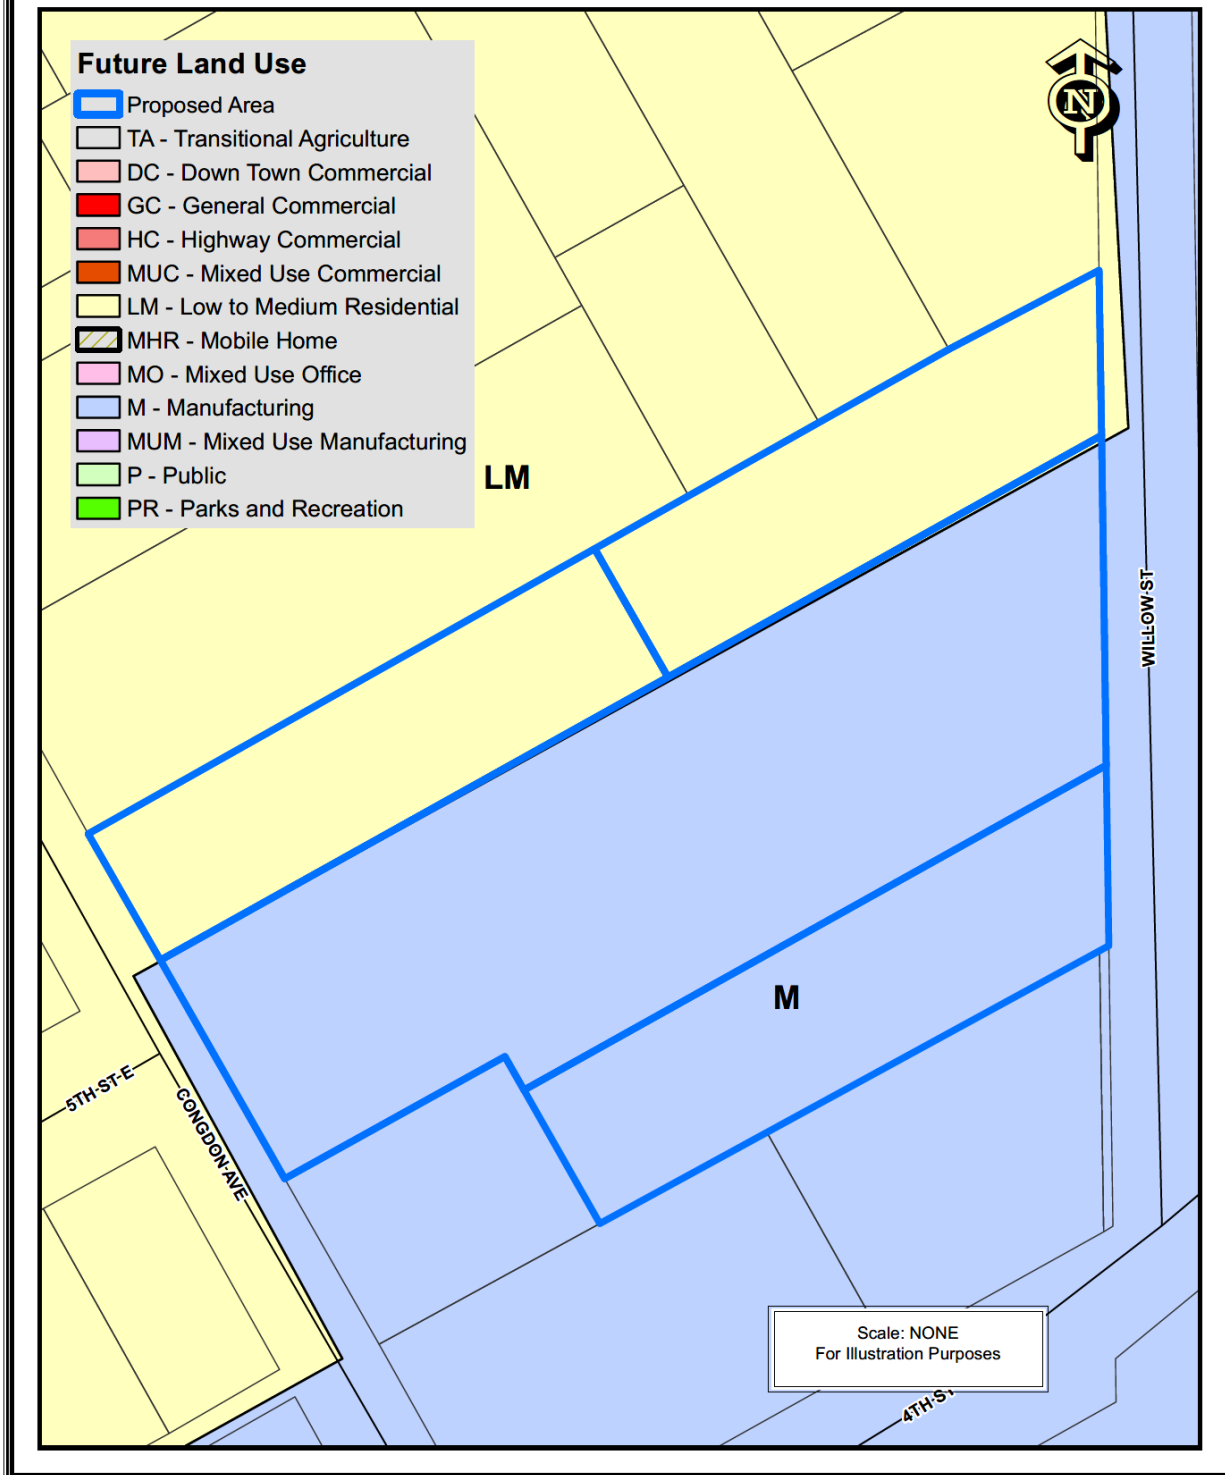 Future Land Use
Proposed Area
TA - Transitional Agriculture
DC - Down Town Commercial
GC - General Commercial
HC - Highway Commercial
MUC - Mixed Use Commercial
LM - Low to Medium Residential
MHR - Mobile Home
MO - Mixed Use Office
M - Manufacturing
MUM - Mixed Use Manufacturing
P - Public
PR - Parks and Recreation
N
LM
WILLOW ST
M
5TH ST E
CONGDON AVE
Scale: NONE
For Illustration Purposes
4TH ST